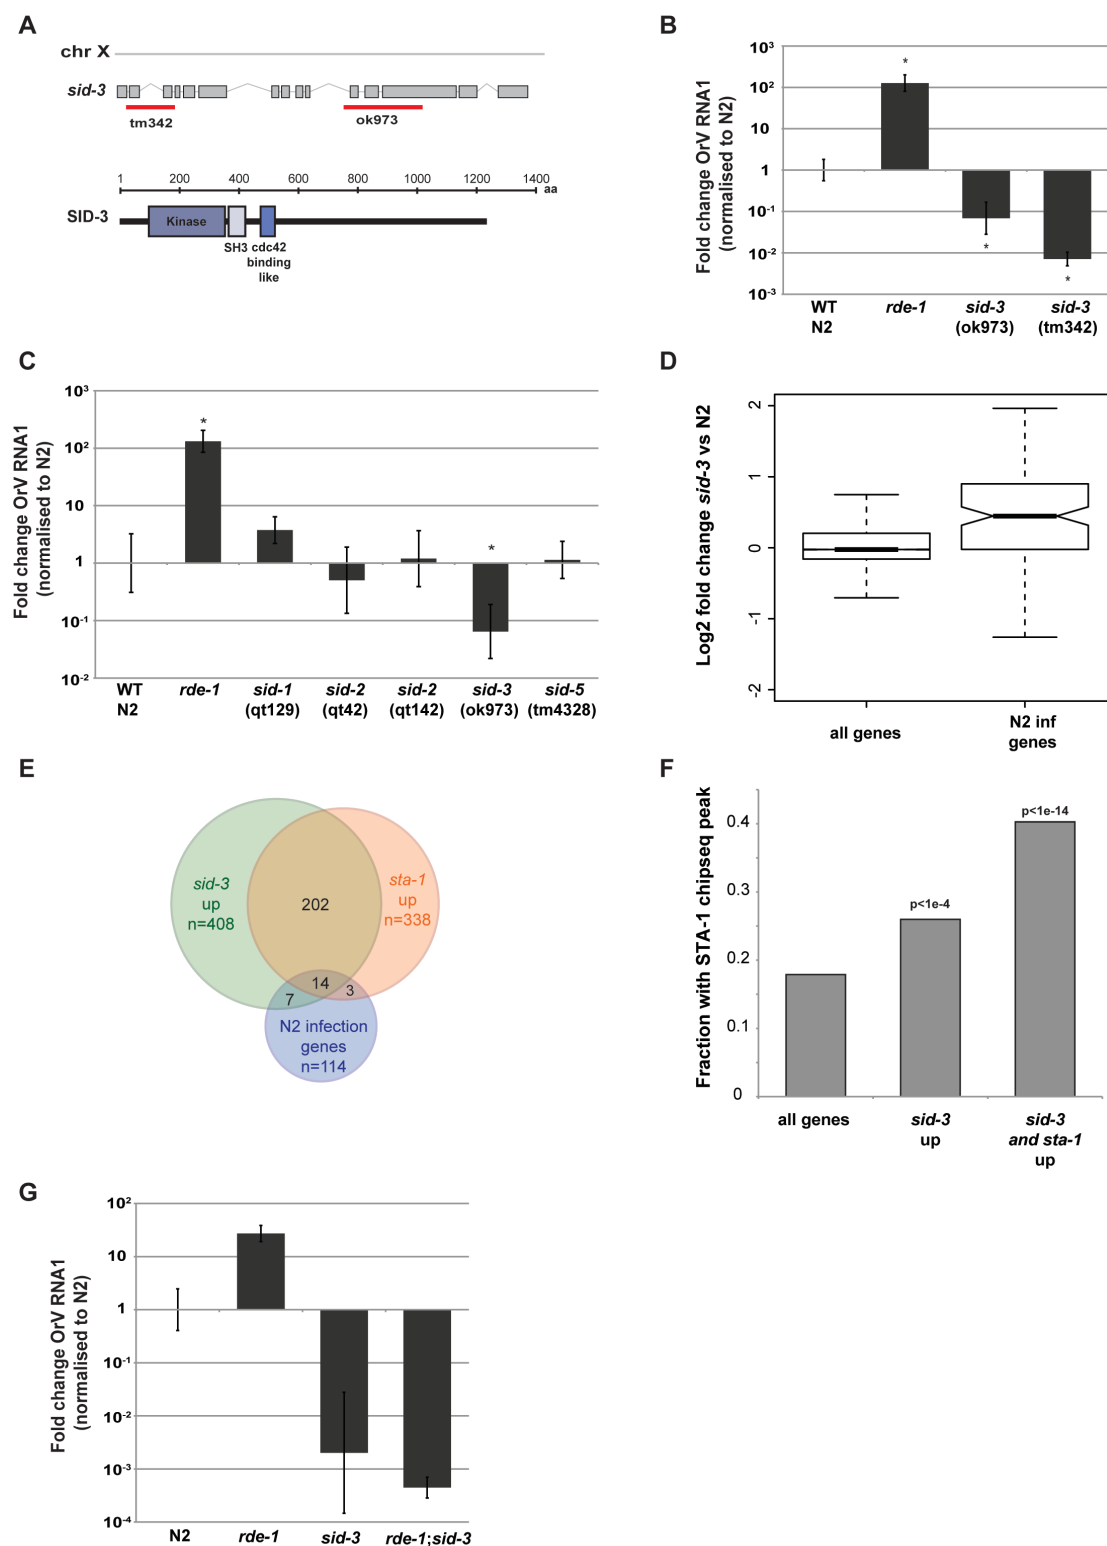 A
chr X
sid-3
tm342
ok973
1 200 400 600 800 1000 1200 1400
aa
SID-3
Kinase
SH3 cdc42
binding
like
B
Fold change OrV RNA1
(normalised to N2)
10³
10²
10
1
10⁻¹
10⁻²
10⁻³
*
*
*
WT
N2
rde-1
sid-3
(ok973)
sid-3
(tm342)
C
Fold change OrV RNA1
(normalised to N2)
10³
10²
10
1
10⁻¹
10⁻²
*
*
WT
N2
rde-1
sid-1
(qt129)
sid-2
(qt42)
sid-2
(qt142)
sid-3
(ok973)
sid-5
(tm4328)
D
Log2 fold change sid-3 vs N2
2
1
0
-1
-2
all genes
N2 inf
genes
E
sid-3
up
n=408
202
sta-1
up
n=338
14
7
3
N2 infection
genes
n=114
F
Fraction with STA-1 chipseq peak
0.4
0.3
0.2
0.1
0
p<1e-4
p<1e-14
all genes
sid-3
up
sid-3
and sta-1
up
G
Fold change OrV RNA1
(normalised to N2)
10²
10
1
10⁻¹
10⁻²
10⁻³
10⁻⁴
N2
rde-1
sid-3
rde-1;sid-3